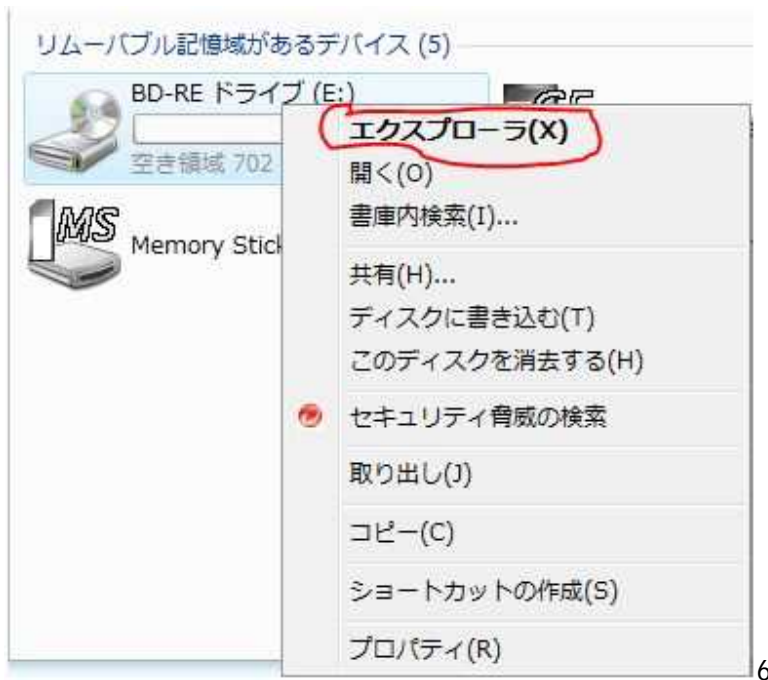 リムーバブル記憶域があるデバイス (5)
BD-RE ドライブ (E:)
空き領域 702
MS
Memory Stick
エクスプローラ(X)
開く(O)
書庫内検索(I)...
共有(H)...
ディスクに書き込む(T)
このディスクを消去する(H)
セキュリティ脅威の検索
取り出し(J)
コピー(C)
ショートカットの作成(S)
プロパティ(R)
6